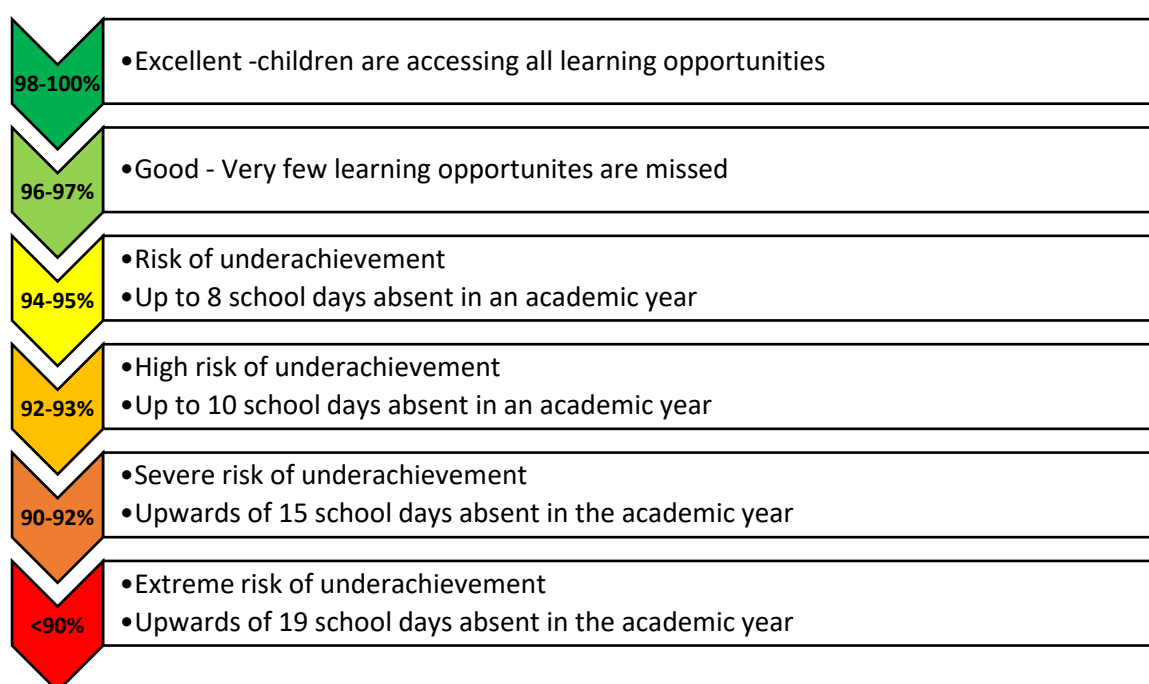 98-100%
•Excellent -children are accessing all learning opportunities
96-97%
•Good - Very few learning opportunites are missed
94-95%
•Risk of underachievement
•Up to 8 school days absent in an academic year
92-93%
•High risk of underachievement
•Up to 10 school days absent in an academic year
90-92%
•Severe risk of underachievement
•Upwards of 15 school days absent in the academic year
<90%
•Extreme risk of underachievement
•Upwards of 19 school days absent in the academic year